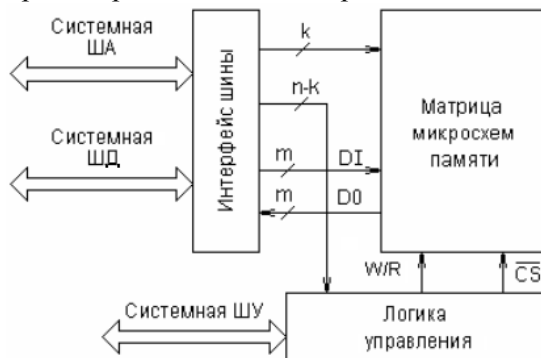 Системная
ША
Системная
ШД
Интерфейс шины
k
n-k
m
DI
m
D0
Матрица
микросхем
памяти
W/R
CS
Системная ШУ
Логика
управления